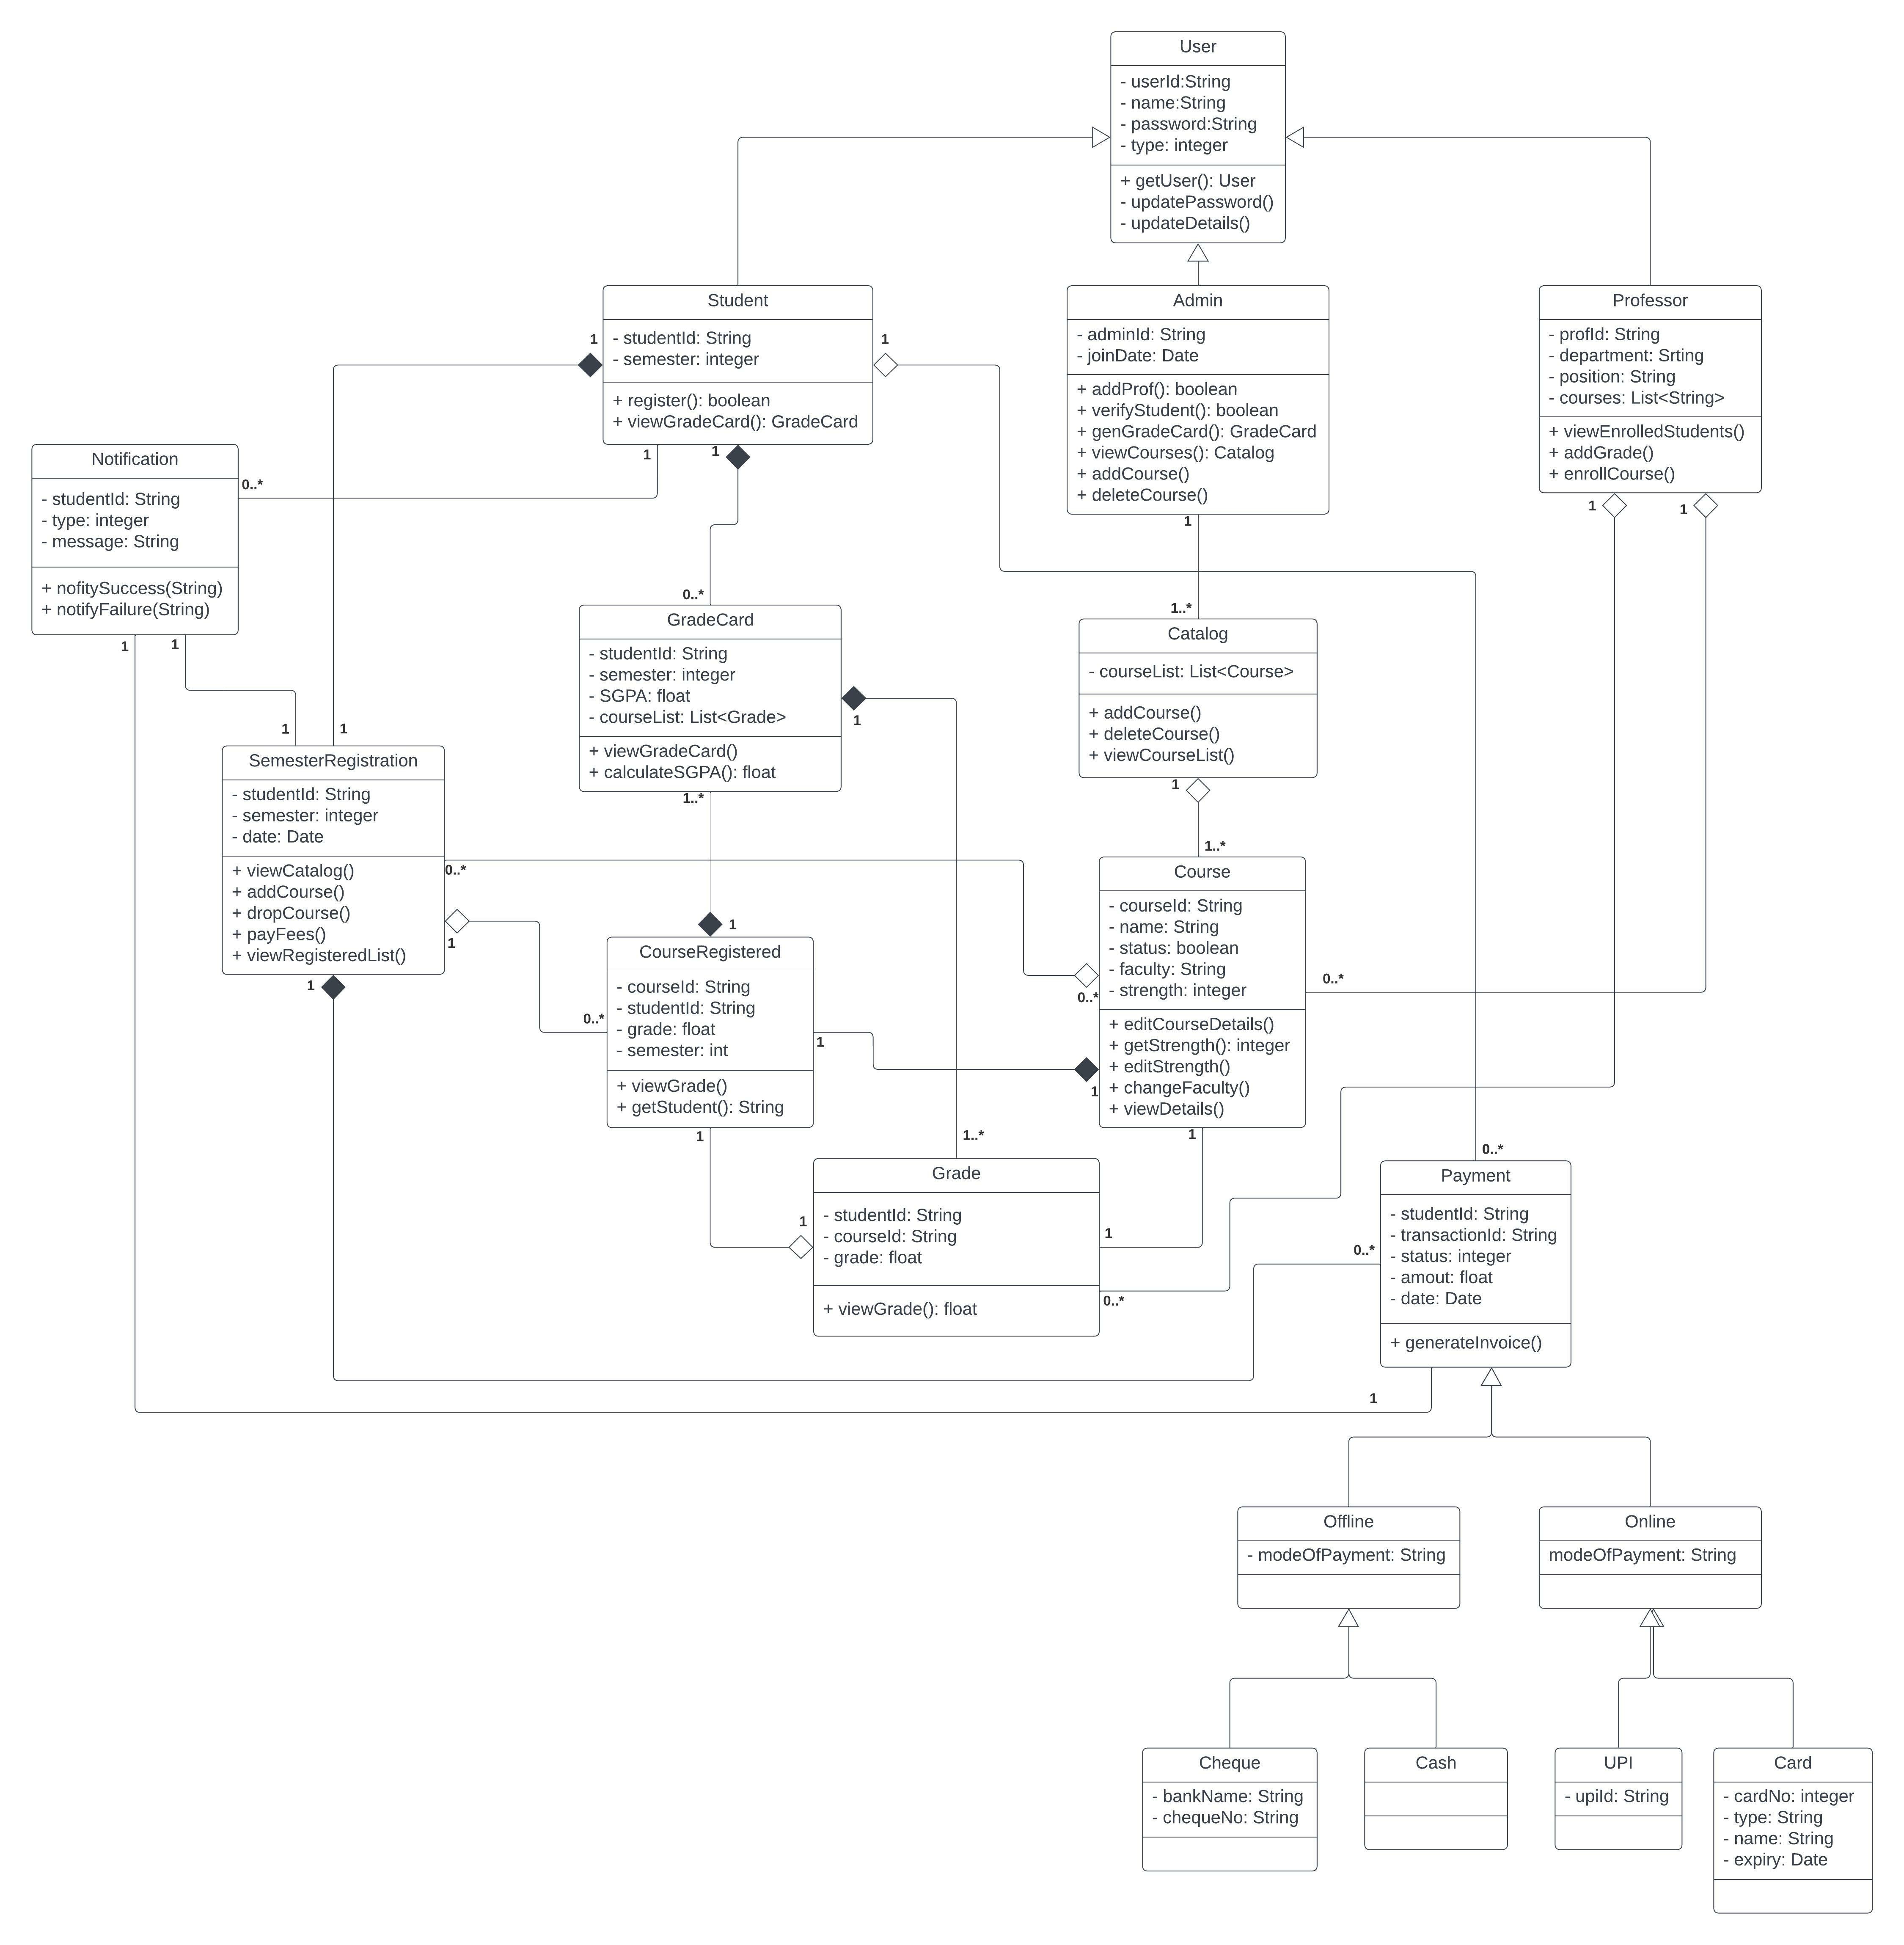 User
- userId:String
- name:String
- password:String
- type: integer
+ getUser(): User
- updatePassword()
- updateDetails()
Student
- studentId: String
- semester: integer
+ register(): boolean
+ viewGradeCard(): GradeCard
1
1
1
1
Admin
- adminId: String
- joinDate: Date
+ addProf(): boolean
+ verifyStudent(): boolean
+ genGradeCard(): GradeCard
+ viewCourses(): Catalog
+ addCourse()
+ deleteCourse()
1
Professor
- profId: String
- department: Srting
- position: String
- courses: List<String>
+ viewEnrolledStudents()
+ addGrade()
+ enrollCourse()
1
1
Notification
- studentId: String
- type: integer
- message: String
+ nofitySuccess(String)
+ notifyFailure(String)
0..*
1
1
0..*
GradeCard
- studentId: String
- semester: integer
- SGPA: float
- courseList: List<Grade>
+ viewGradeCard()
+ calculateSGPA(): float
1
1..*
1..*
Catalog
- courseList: List<Course>
+ addCourse()
+ deleteCourse()
+ viewCourseList()
1
1
1
SemesterRegistration
- studentId: String
- semester: integer
- date: Date
+ viewCatalog()
+ addCourse()
+ dropCourse()
+ payFees()
+ viewRegisteredList()
0..*
1
1
1
CourseRegistered
- courseId: String
- studentId: String
- grade: float
- semester: int
+ viewGrade()
+ getStudent(): String
0..*
1
1
1..*
Course
- courseId: String
- name: String
- status: boolean
- faculty: String
- strength: integer
+ editCourseDetails()
+ getStrength(): integer
+ editStrength()
+ changeFaculty()
+ viewDetails()
0..*
0..*
1
1
1..*
Grade
- studentId: String
- courseId: String
- grade: float
+ viewGrade(): float
1
1
0..*
0..*
Payment
- studentId: String
- transactionId: String
- status: integer
- amout: float
- date: Date
+ generateInvoice()
0..*
1
Offline
- modeOfPayment: String
Online
modeOfPayment: String
Cheque
- bankName: String
- chequeNo: String
Cash
UPI
- upiId: String
Card
- cardNo: integer
- type: String
- name: String
- expiry: Date